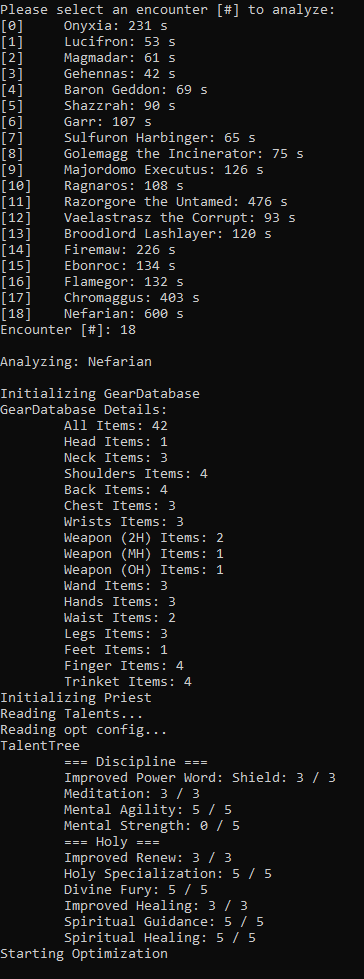 Please select an encounter [#] to analyze:
[0] Onyxia: 231 s
[1] Lucifron: 53 s
[2] Magmadar: 61 s
[3] Gehennas: 42 s
[4] Baron Geddon: 69 s
[5] Shazzrah: 90 s
[6] Garr: 107 s
[7] Sulfuron Harbinger: 65 s
[8] Golemagg the Incinerator: 75 s
[9] Majordomo Executus: 126 s
[10] Ragnaros: 108 s
[11] Razorgore the Untamed: 476 s
[12] Vaelastrasz the Corrupt: 93 s
[13] Broodlord Lashlayer: 120 s
[14] Firemaw: 226 s
[15] Ebonroc: 134 s
[16] Flamegor: 132 s
[17] Chromaggus: 403 s
[18] Nefarian: 600 s
Encounter [#]: 18
Analyzing: Nefarian
Initializing GearDatabase
GearDatabase Details:
All Items: 42
Head Items: 1
Neck Items: 3
Shoulders Items: 4
Back Items: 4
Chest Items: 3
Wrists Items: 3
Weapon (2H) Items: 2
Weapon (MH) Items: 1
Weapon (OH) Items: 1
Wand Items: 3
Hands Items: 3
Waist Items: 2
Legs Items: 3
Feet Items: 1
Finger Items: 4
Trinket Items: 4
Initializing Priest
Reading Talents...
Reading opt config...
TalentTree
=== Discipline ===
Improved Power Word: Shield: 3 / 3
Meditation: 3 / 3
Mental Agility: 5 / 5
Mental Strength: 0 / 5
=== Holy ===
Improved Renew: 3 / 3
Holy Specialization: 5 / 5
Divine Fury: 5 / 5
Improved Healing: 3 / 3
Spiritual Guidance: 5 / 5
Spiritual Healing: 5 / 5
Starting Optimization